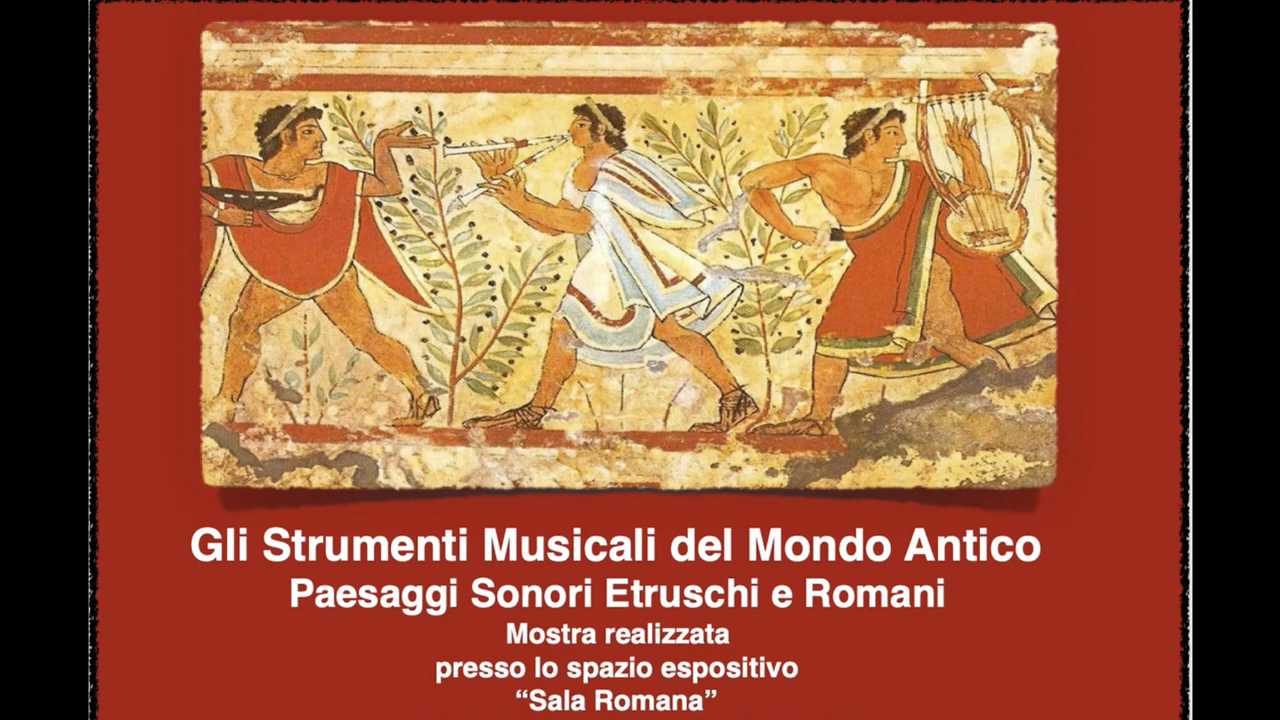 Gli Strumenti Musicali del Mondo Antico
Paesaggi Sonori Etruschi e Romani
Mostra realizzata
presso lo spazio espositivo
“Sala Romana”